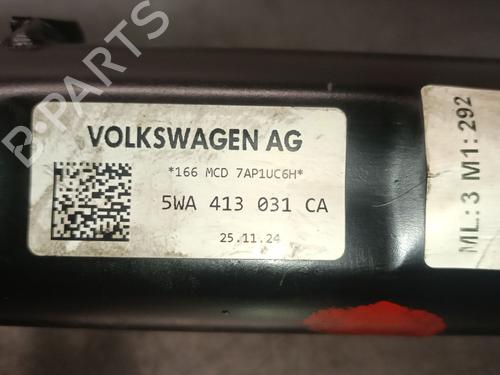 B-PARTS
VOLKSWAGEN AG
*166 MCD 7AP1UC6H*
5WA 413 031 CA
25.11.24
ML: 3 M1: 292